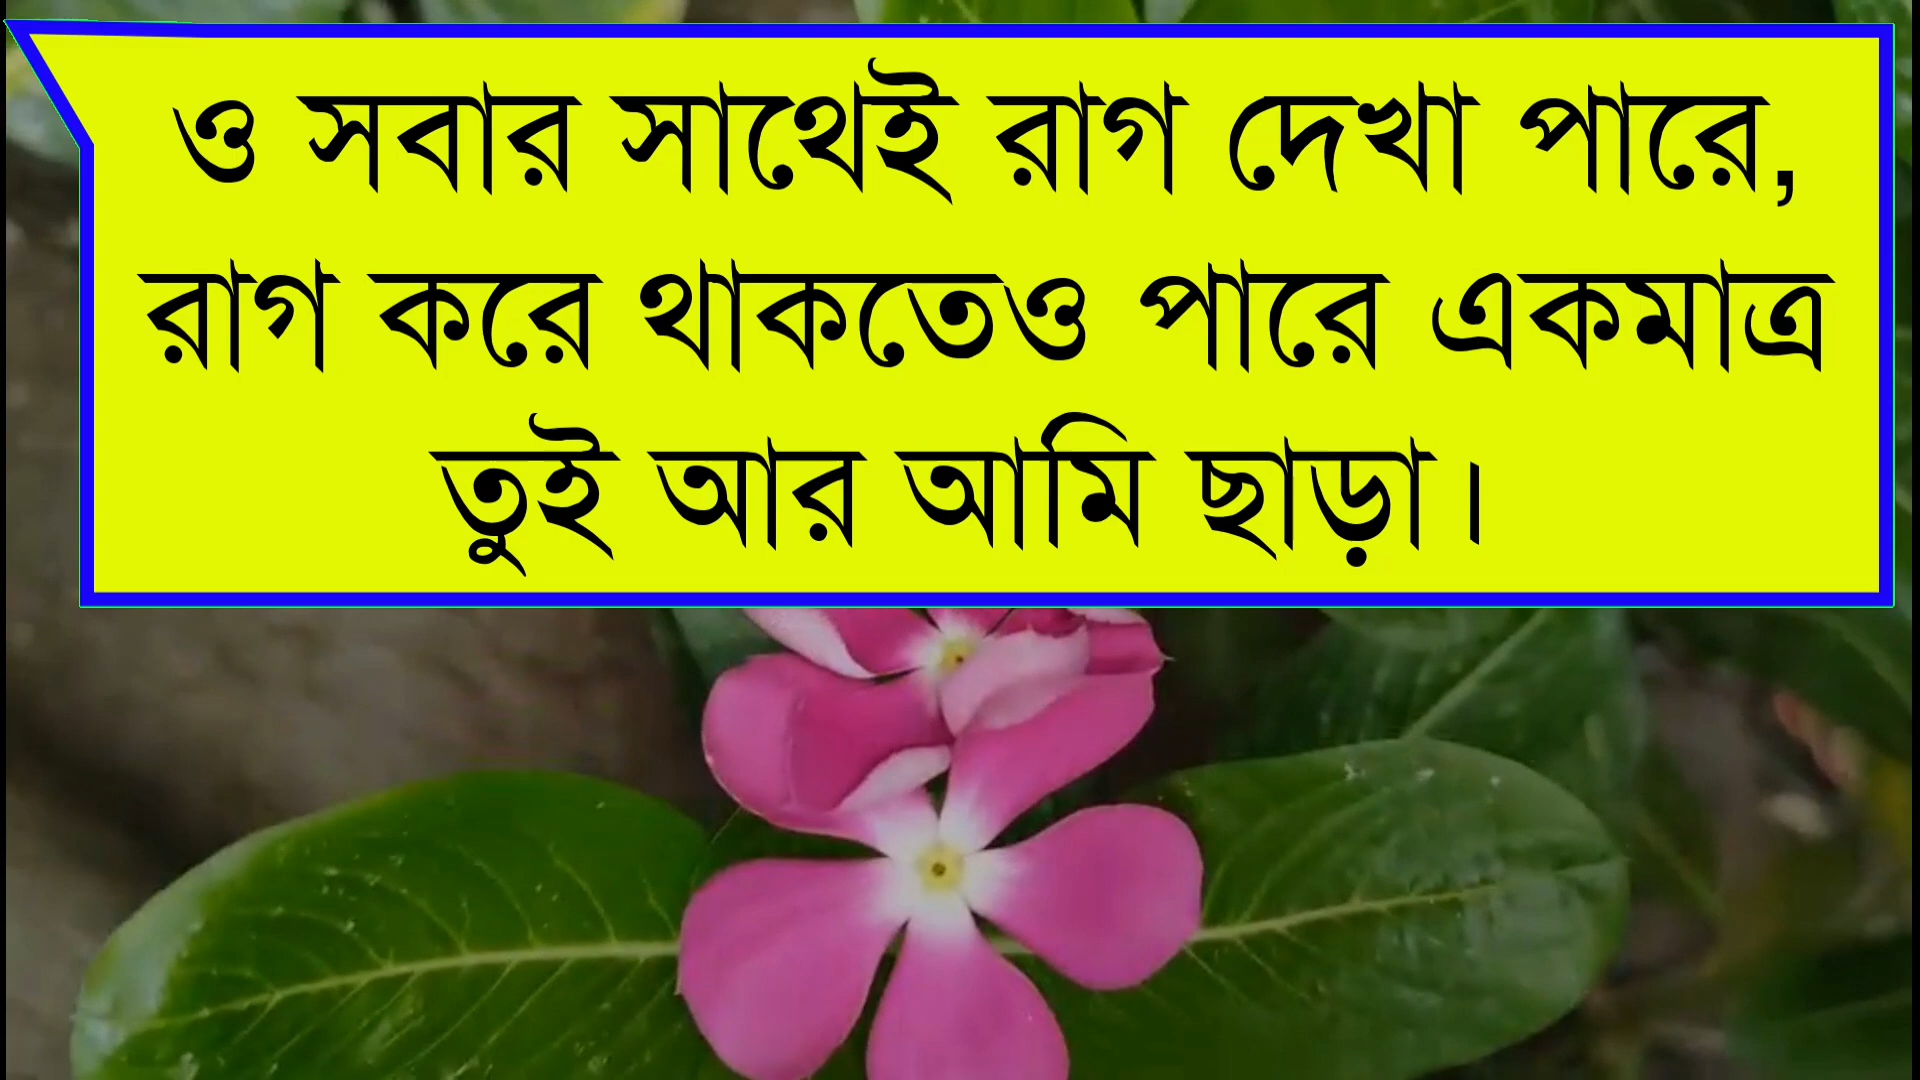 ও সবার সাথেই রাগ দেখা পারে,
রাগ করে থাকতেও পারে একমাত্র
তুই আর আমি ছাড়া।